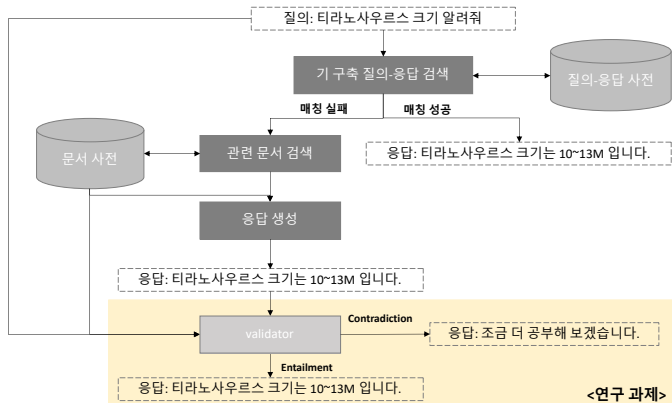 질의: 티라노사우르스 크기 알려줘
기 구축 질의-응답 검색
질의-응답 사전
매칭 실패
매칭 성공
문서 사전
관련 문서 검색
응답: 티라노사우르스 크기는 10~13M 입니다.
응답 생성
응답: 티라노사우르스 크기는 10~13M 입니다.
Contradiction
validator
응답: 조금 더 공부해 보겠습니다.
Entailment
응답: 티라노사우르스 크기는 10~13M 입니다.
<연구 과제>